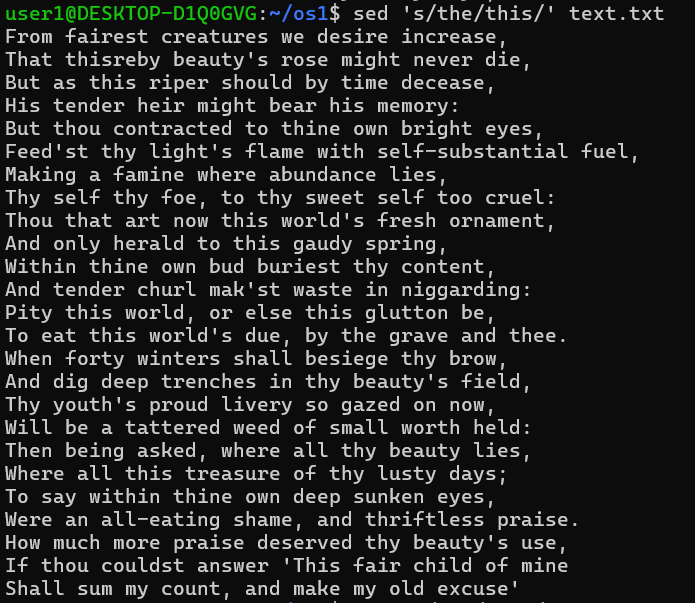 user1@DESKTOP-D1Q0GVG:~/os1$ sed 's/the/this/' text.txt
From fairest creatures we desire increase,
That thisreby beauty's rose might never die,
But as this riper should by time decease,
His tender heir might bear his memory:
But thou contracted to thine own bright eyes,
Feed'st thy light's flame with self-substantial fuel,
Making a famine where abundance lies,
Thy self thy foe, to thy sweet self too cruel:
Thou that art now this world's fresh ornament,
And only herald to this gaudy spring,
Within thine own bud buriest thy content,
And tender churl mak'st waste in niggarding:
Pity this world, or else this glutton be,
To eat this world's due, by the grave and thee.
When forty winters shall besiege thy brow,
And dig deep trenches in thy beauty's field,
Thy youth's proud livery so gazed on now,
Will be a tattered weed of small worth held:
Then being asked, where all thy beauty lies,
Where all this treasure of thy lusty days;
To say within thine own deep sunken eyes,
Were an all-eating shame, and thriftless praise.
How much more praise deserved thy beauty's use,
If thou couldst answer 'This fair child of mine
Shall sum my count, and make my old excuse'